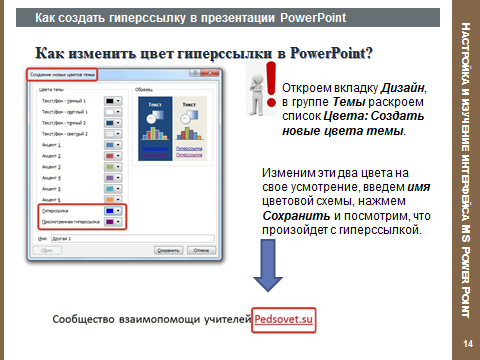 Как создать гиперссылку в презентации PowerPoint
Как изменить цвет гиперссылки в PowerPoint?
Создание новых цветов темы
Цвета темы
Текст/фон - темный 1
Текст/фон - светлый 1
Текст/фон - темный 2
Текст/фон - светлый 2
Акцент 1
Акцент 2
Акцент 3
Акцент 4
Акцент 5
Акцент 6
Гиперссылка
Просмотренная гиперссылка
Имя: Другая 1
Сброс
Сохранить
Отмена
Образец
Текст
Текст
Гиперссылка
Гиперссылка
Гиперссылка
Гиперссылка
Откроем вкладку Дизайн,
в группе Темы раскроем
список Цвета: Создать
новые цвета темы.
Изменим эти два цвета на
свое усмотрение, введем имя
цветовой схемы, нажмем
Сохранить и посмотрим, что
произойдет с гиперссылкой.
Сообщество взаимопомощи учителей Pedsovet.su
НАСТРОЙКА И ИЗУЧЕНИЕ ИНТЕРФЕЙСА MS POWER POINT
14